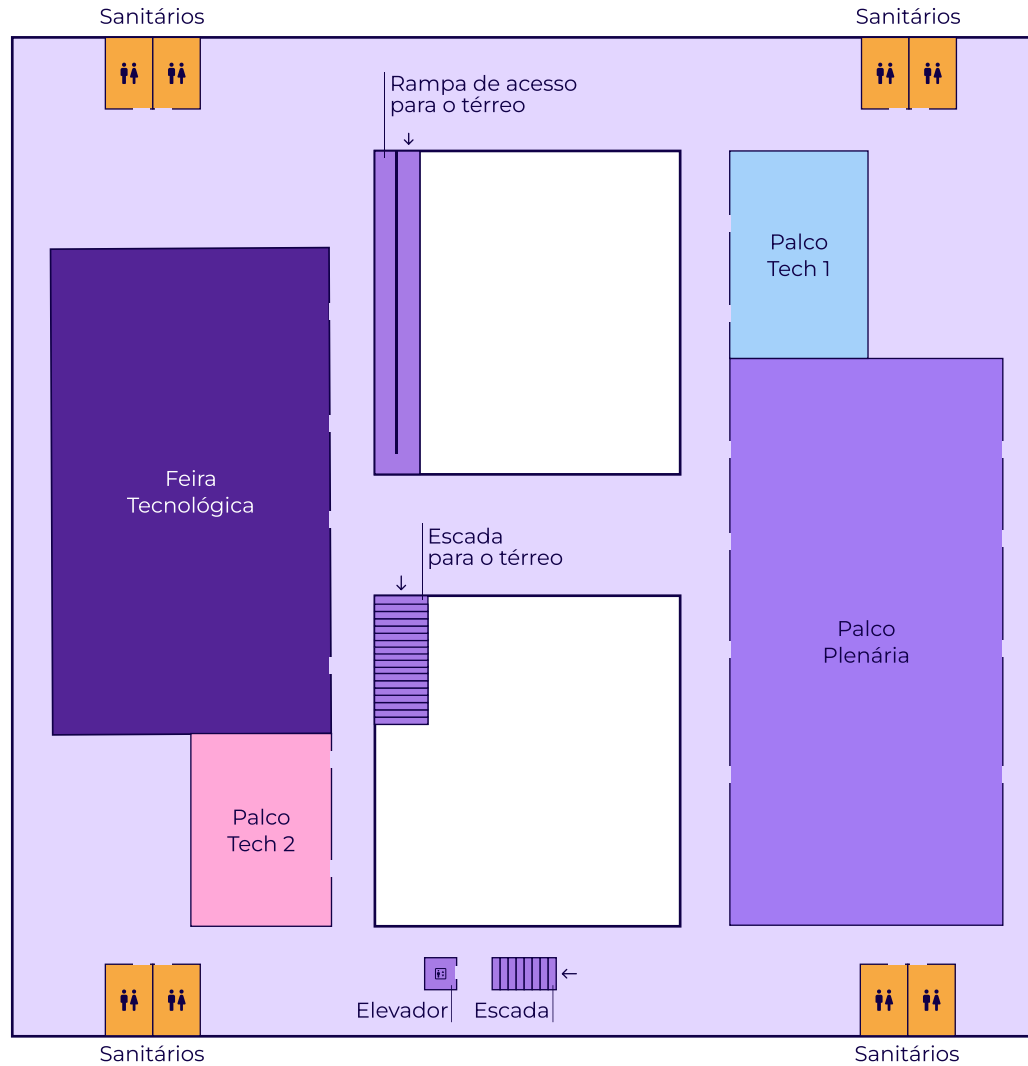 Sanitários
Sanitários
Rampa de acesso
para o térreo
Palco
Tech 1
Feira
Tecnológica
Escada
para o térreo
Palco
Plenária
Palco
Tech 2
Elevador
Escada
Sanitários
Sanitários